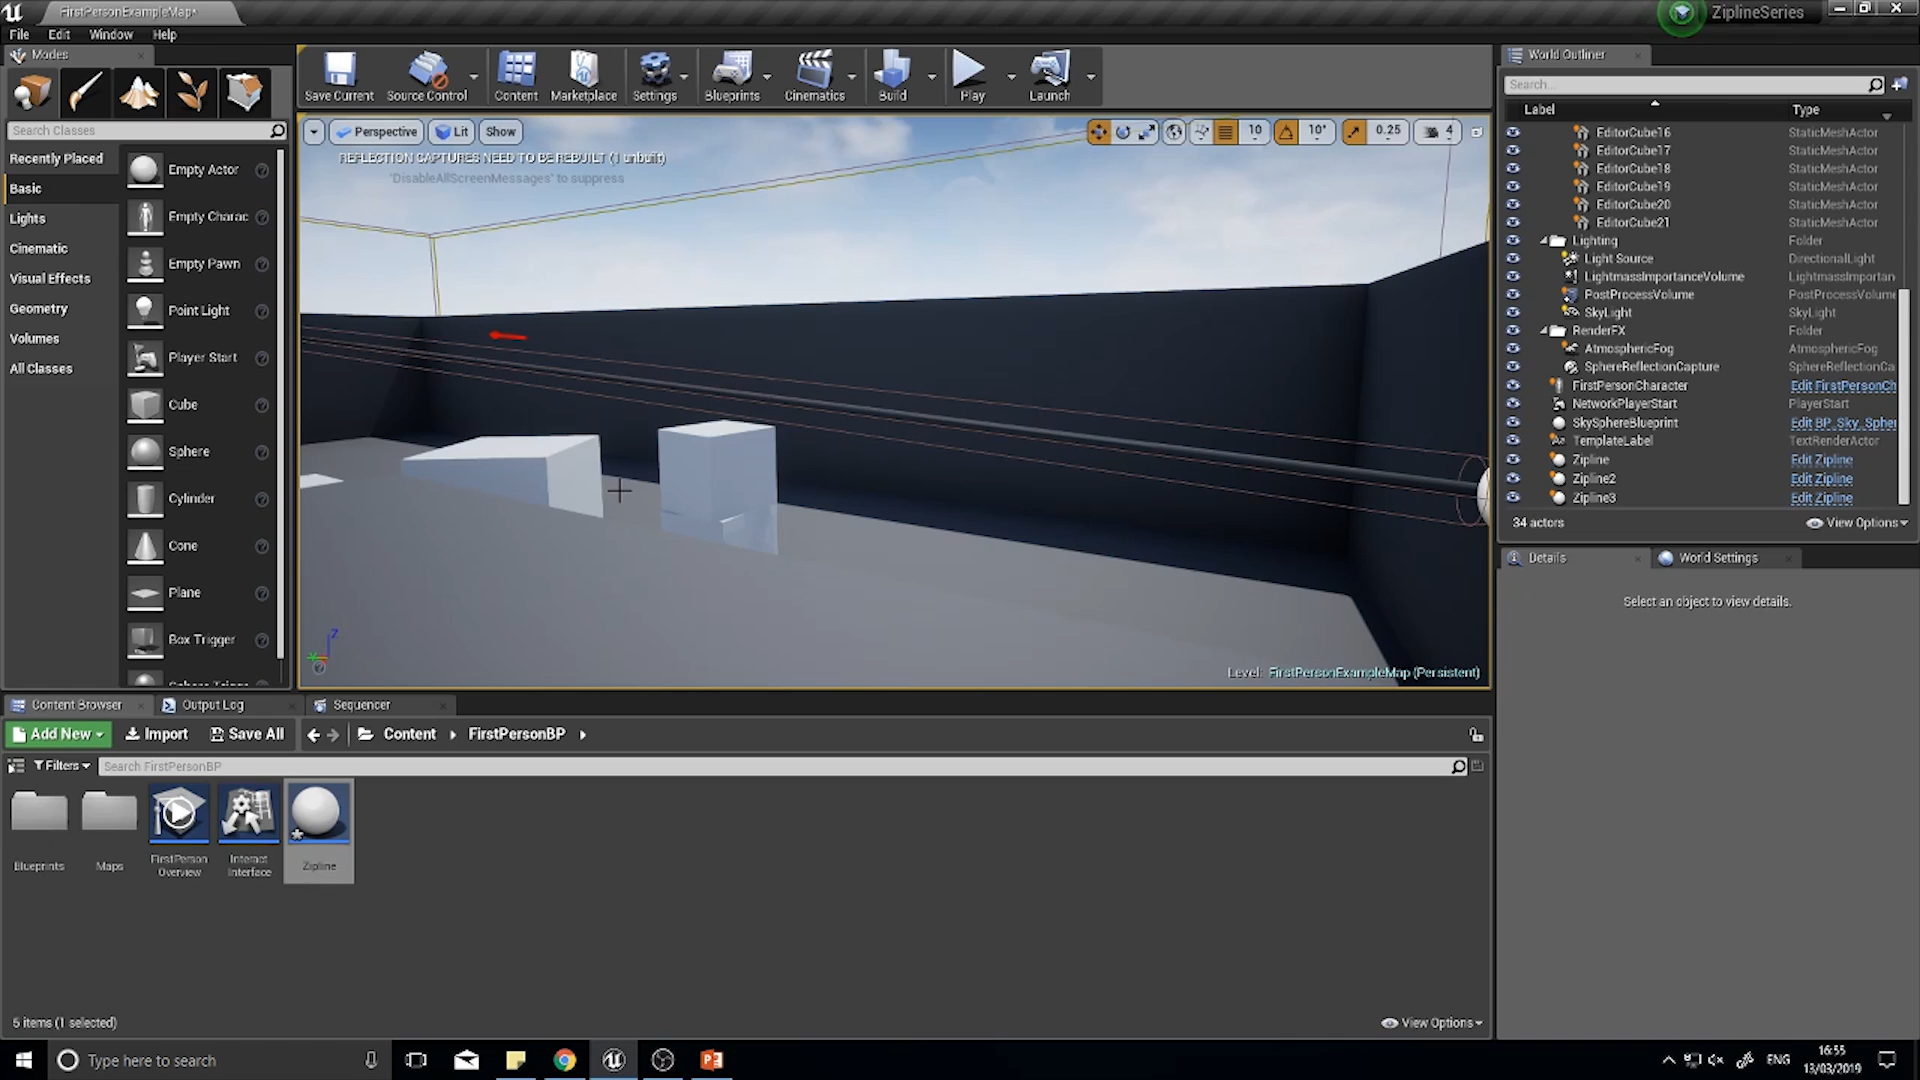 FirstPersonExampleMap*
ZiplineSeries
File Edit Window Help
Modes
Search Classes
Recently Placed
Basic
Lights
Cinematic
Visual Effects
Geometry
Volumes
All Classes
Empty Actor
Empty Charac
Empty Pawn
Point Light
Player Start
Cube
Sphere
Cylinder
Cone
Plane
Box Trigger
Save Current
Source Control
Content
Marketplace
Settings
Blueprints
Cinematics
Build
Play
Launch
Perspective Lit Show
10 10° 0.25 4
REFLECTION CAPTURES NEED TO BE REBUILT (1 unbuilt)
'DisableAllScreenMessages' to suppress
Level: FirstPersonExampleMap (Persistent)
World Outliner
Search...
Label Type
EditorCube16 StaticMeshActor
EditorCube17 StaticMeshActor
EditorCube18 StaticMeshActor
EditorCube19 StaticMeshActor
EditorCube20 StaticMeshActor
EditorCube21 StaticMeshActor
Lighting Folder
Light Source DirectionalLight
LightmassImportanceVolume LightmassImportan
PostProcessVolume PostProcessVolume
SkyLight SkyLight
RenderFX Folder
AtmosphericFog AtmosphericFog
SphereReflectionCapture SphereReflectionCa
FirstPersonCharacter Edit FirstPersonCh
NetworkPlayerStart PlayerStart
SkySphereBlueprint Edit BP_Sky_Spher
TemplateLabel TextRenderActor
Zipline Edit Zipline
Zipline2 Edit Zipline
Zipline3 Edit Zipline
34 actors View Options
Details World Settings
Select an object to view details.
Content Browser Output Log Sequencer
Add New Import Save All Content FirstPersonBP
Filters Search FirstPersonBP
Blueprints
Maps
FirstPerson
Overview
Interact
Interface
Zipline
5 items (1 selected) View Options
Type here to search
ENG
16:55
13/03/2019